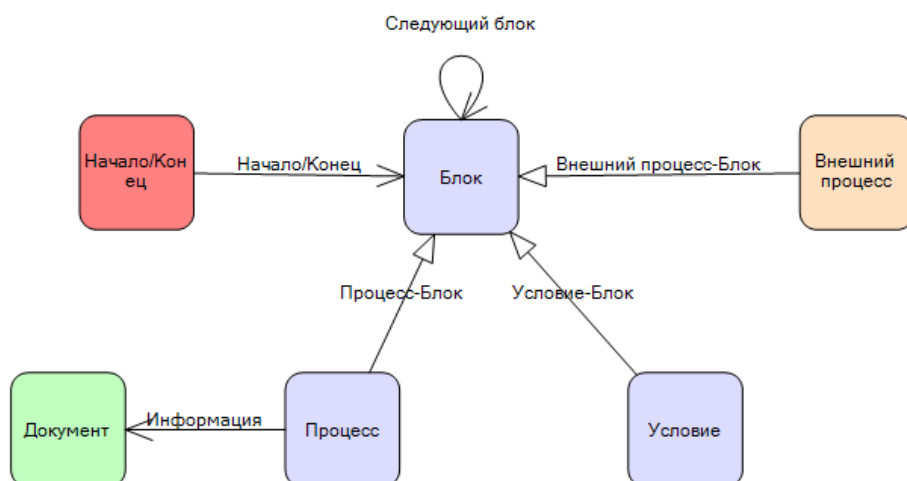 Следующий блок
Начало/Кон
ец
Начало/Конец
Блок
Внешний процесс-Блок
Внешний
процесс
Процесс-Блок
Условие-Блок
Документ
Информация
Процесс
Условие